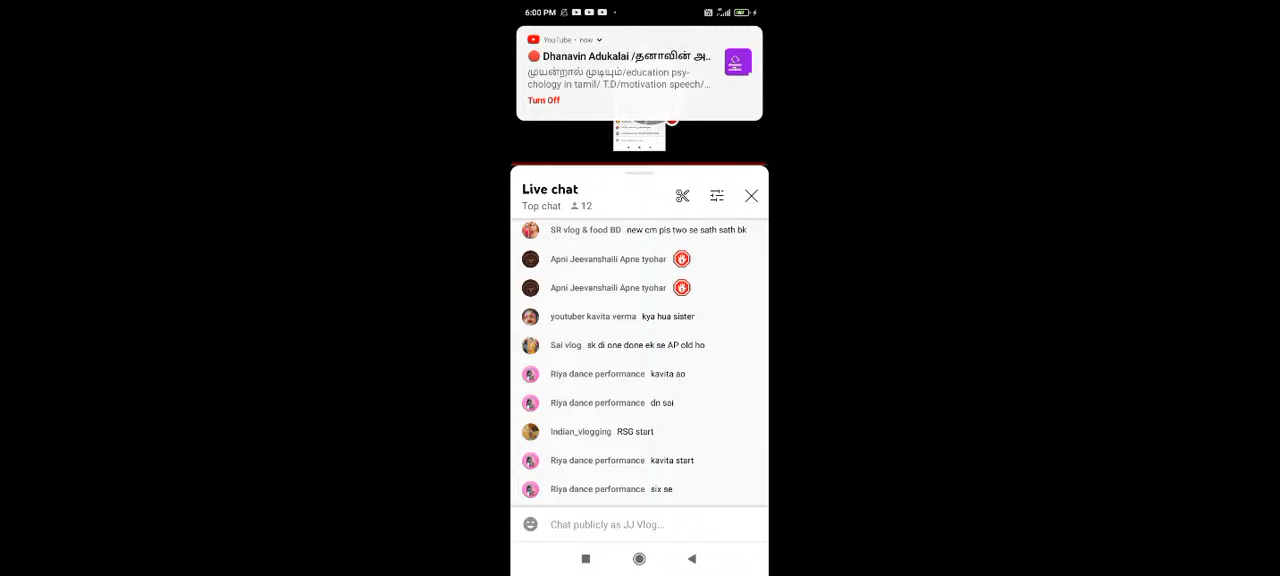 6:00 PM
YouTube • now
Dhanavin Adukalai /தனாவின் அ..
முயன்றால் முடியும்/education psy-
chology in tamil/ T.D/motivation speech/...
Turn Off
Live chat
Top chat 12
SR vlog & food BD new cm pls two se sath sath bk
Apni Jeevanshaili Apne tyohar
Apni Jeevanshaili Apne tyohar
youtuber kavita verma kya hua sister
Sai vlog sk di one done ek se AP old ho
Riya dance performance kavita ao
Riya dance performance dn sai
Indian_vlogging RSG start
Riya dance performance kavita start
Riya dance performance six se
Chat publicly as JJ Vlog...